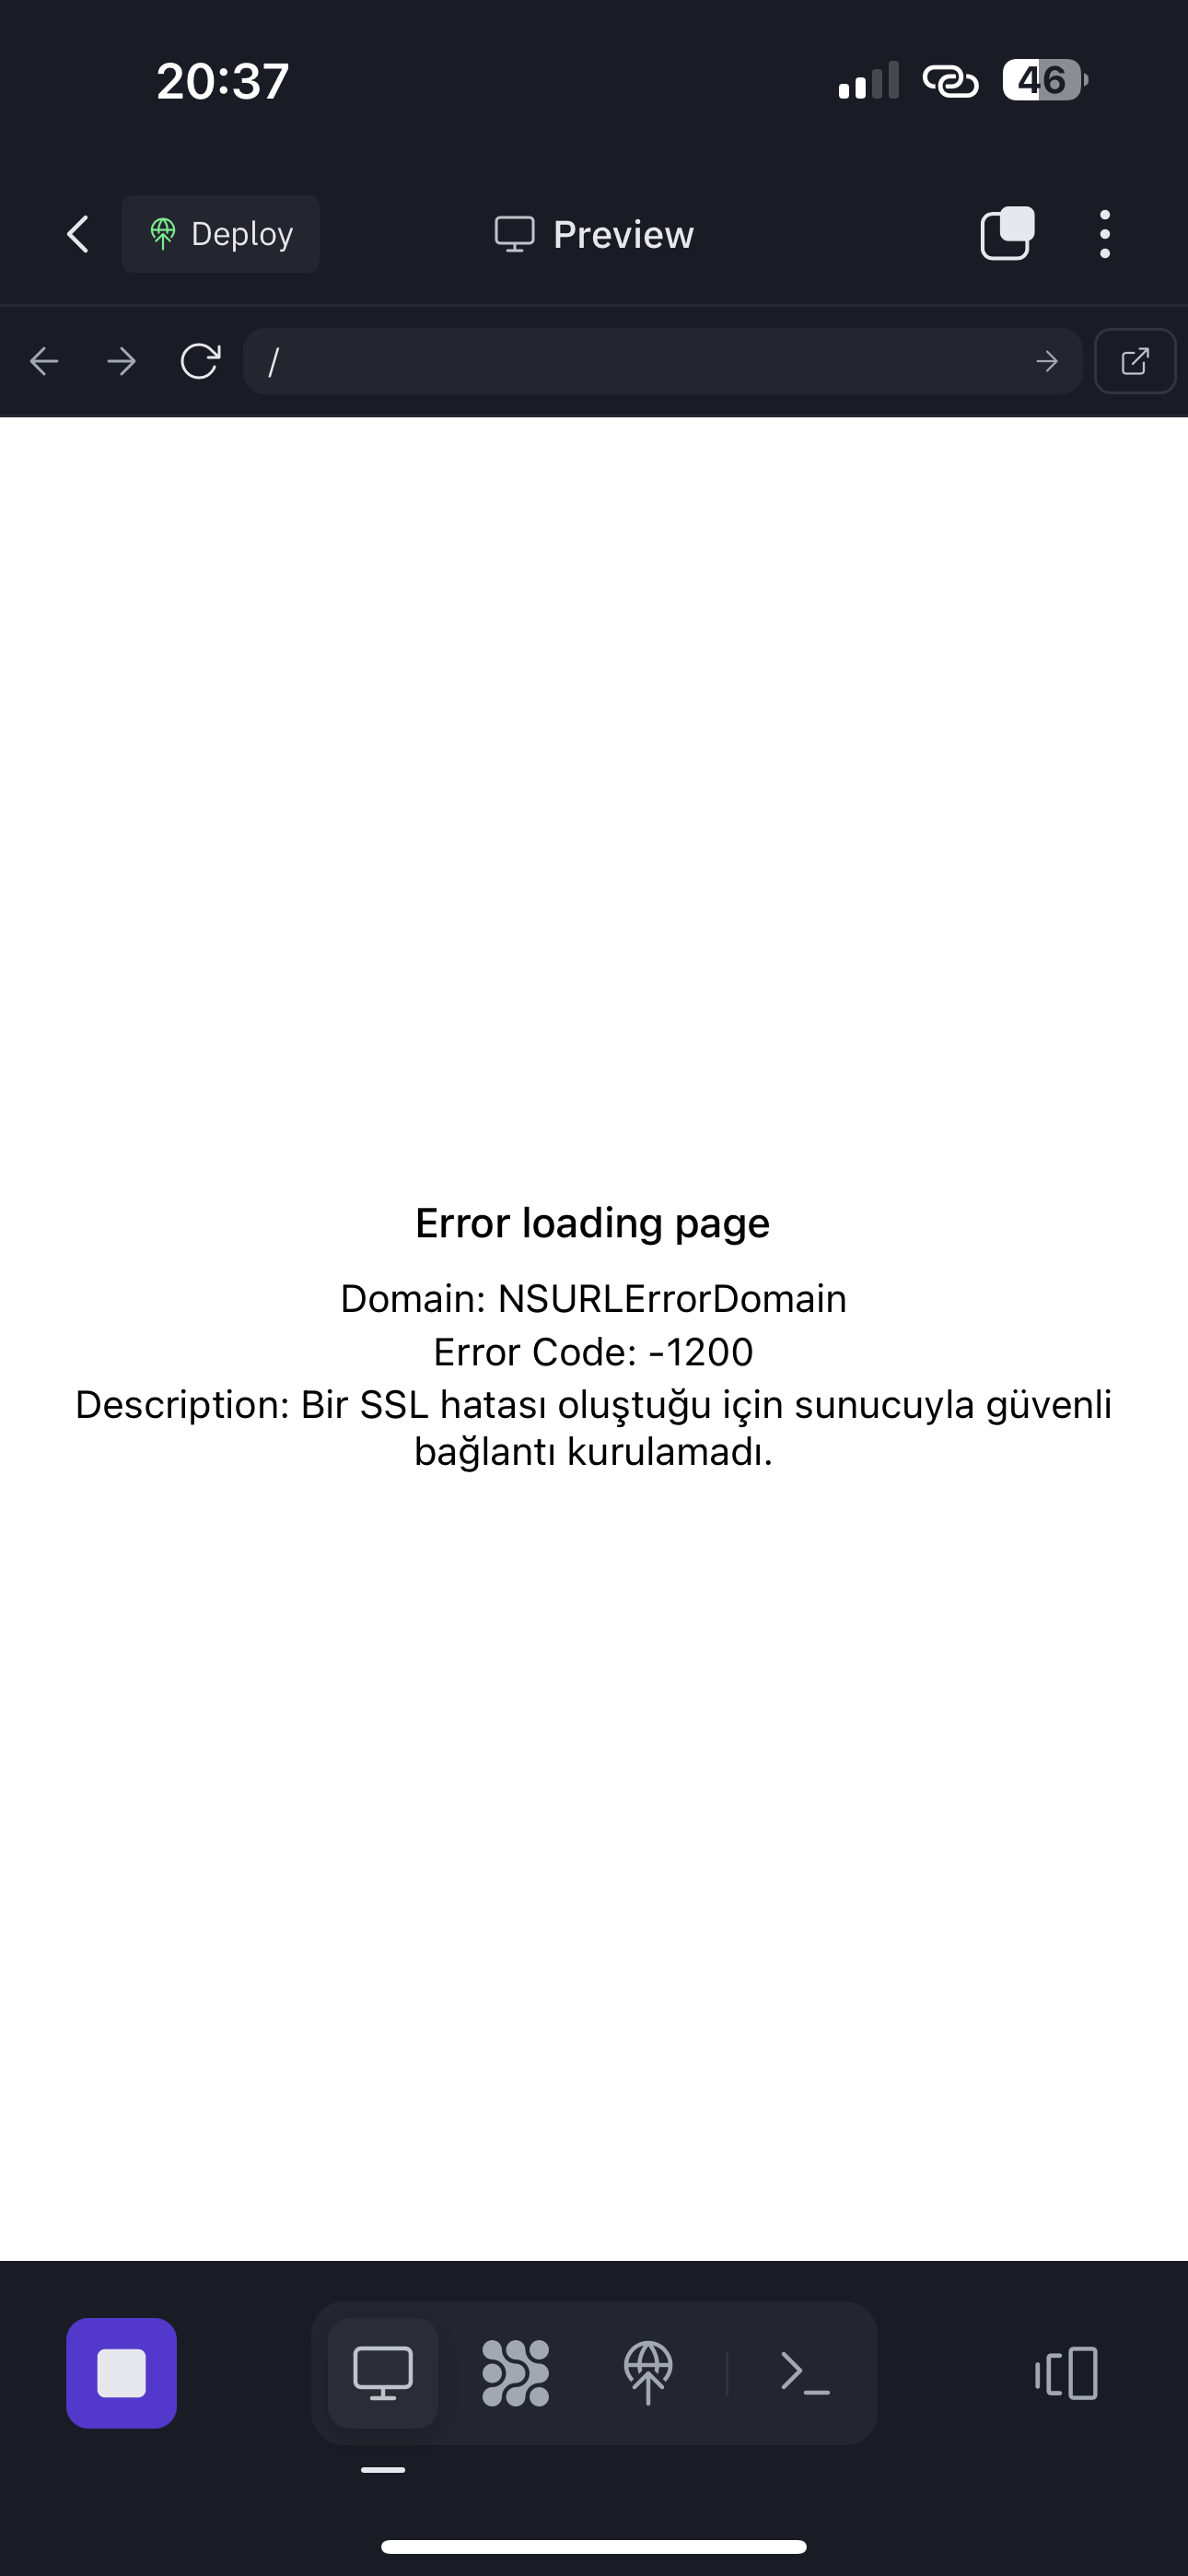 20:37
46
Deploy
Preview
/
Error loading page
Domain: NSURLErrorDomain
Error Code: -1200
Description: Bir SSL hatası oluştuğu için sunucuyla güvenli
bağlantı kurulamadı.